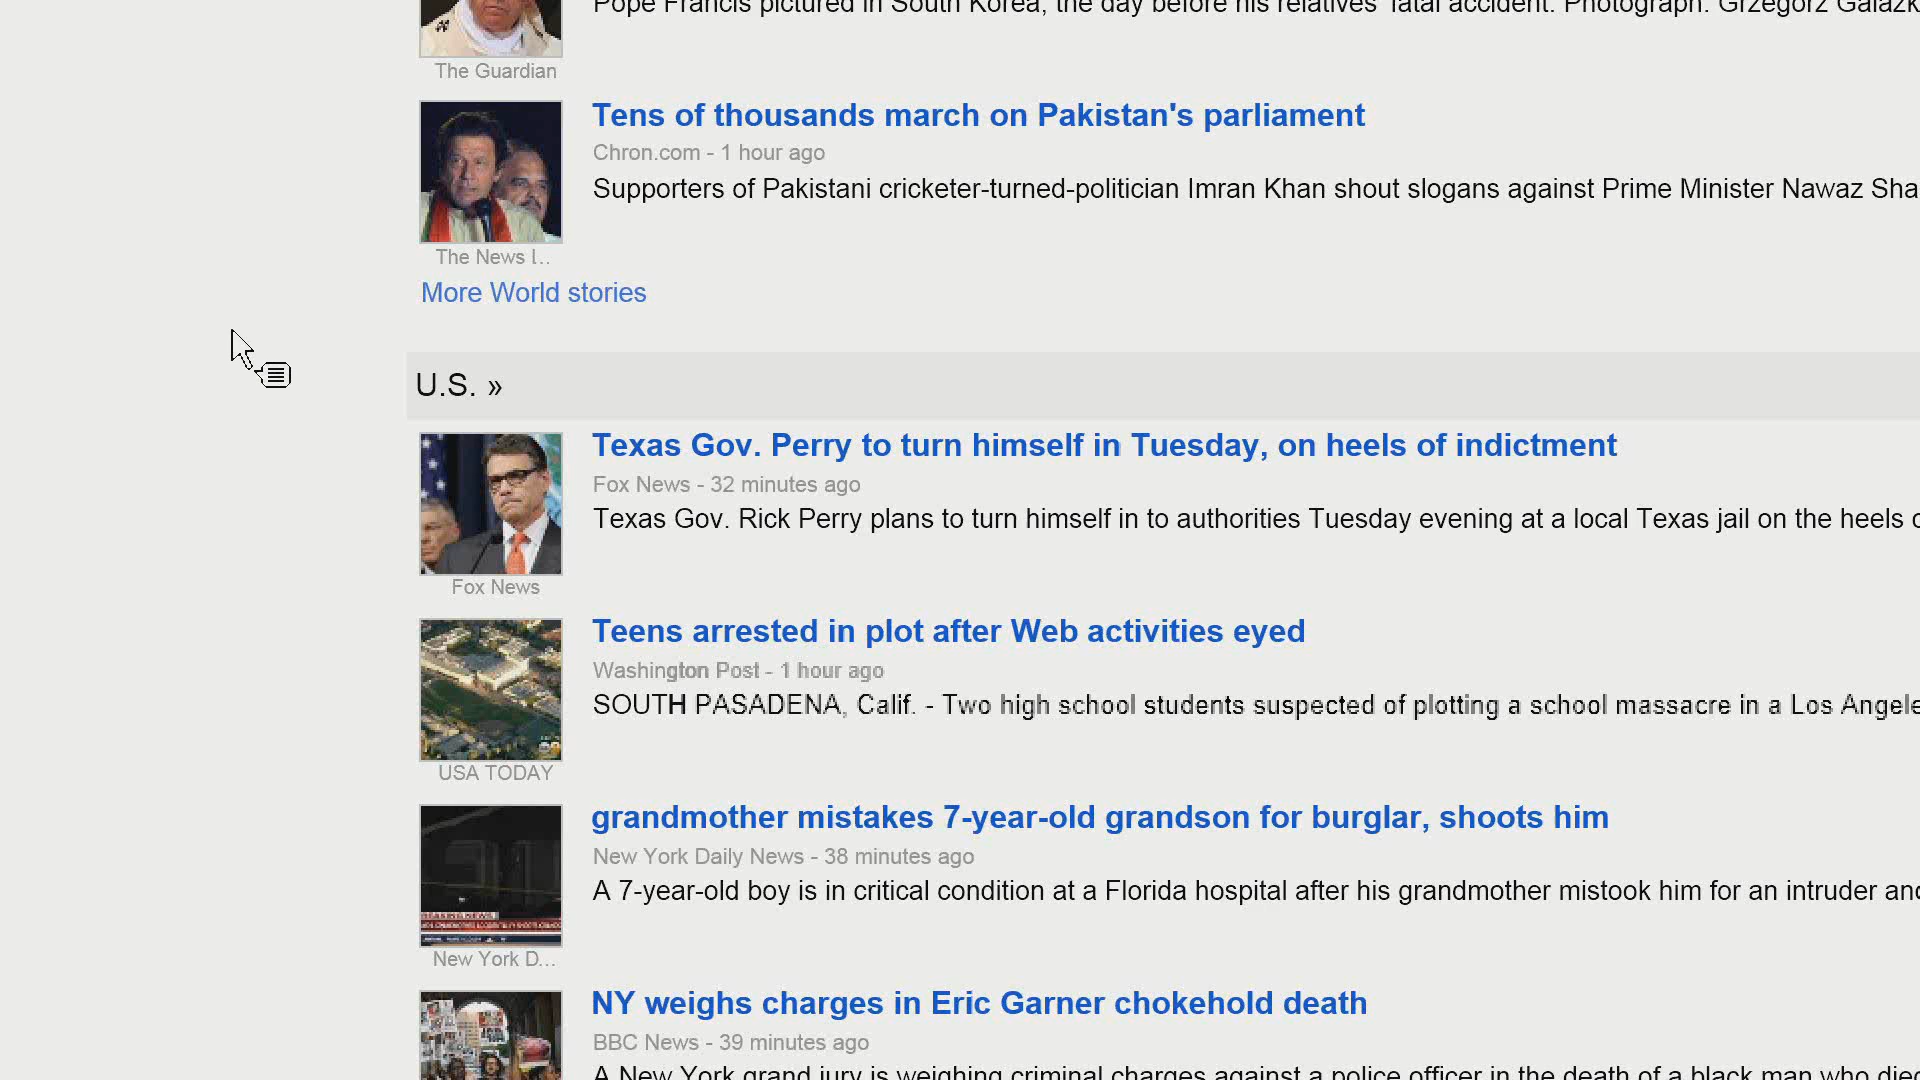 Pope Francis pictured in South Korea, the day before his relatives' fatal accident. Photograph: Grzegorz Galazk
The Guardian
Tens of thousands march on Pakistan's parliament
Chron.com - 1 hour ago
Supporters of Pakistani cricketer-turned-politician Imran Khan shout slogans against Prime Minister Nawaz Sha
The News I...
More World stories
U.S. »
Texas Gov. Perry to turn himself in Tuesday, on heels of indictment
Fox News - 32 minutes ago
Texas Gov. Rick Perry plans to turn himself in to authorities Tuesday evening at a local Texas jail on the heels
Fox News
Teens arrested in plot after Web activities eyed
Washington Post - 1 hour ago
SOUTH PASADENA, Calif. - Two high school students suspected of plotting a school massacre in a Los Angele
USA TODAY
grandmother mistakes 7-year-old grandson for burglar, shoots him
New York Daily News - 38 minutes ago
A 7-year-old boy is in critical condition at a Florida hospital after his grandmother mistook him for an intruder and
New York D...
NY weighs charges in Eric Garner chokehold death
BBC News - 39 minutes ago
A New York grand jury is weighing criminal charges against a police officer in the death of a black man who died